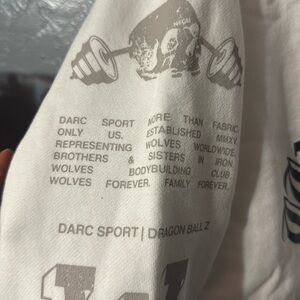 DARC SPORT MORE THAN FABRIC
ONLY US. ESTABLISHED MMXV
REPRESENTING WOLVES WORLDWIDE
BROTHERS & SISTERS IN IRON
WOLVES BODYBUILDING CLUB
WOLVES FOREVER. FAMILY FOREVER.
DARC SPORT | DRAGON BALL Z